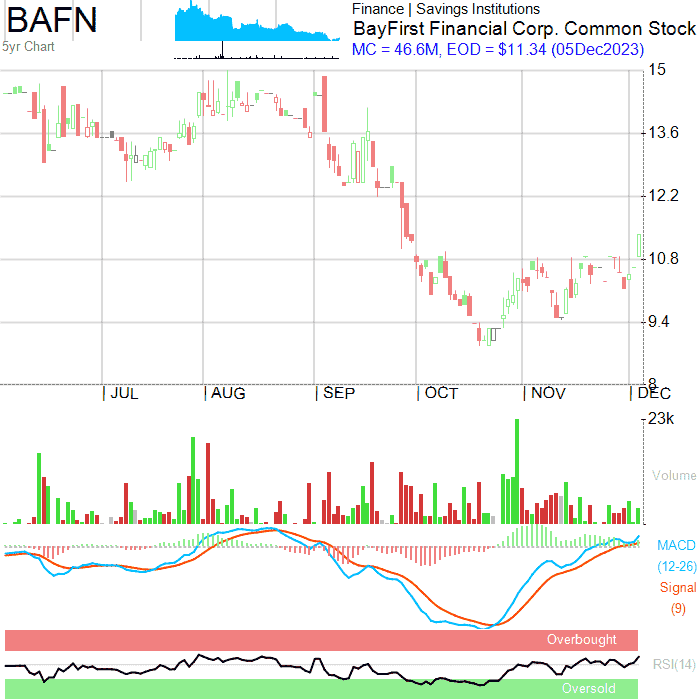 BAFN
5yr Chart
Finance | Savings Institutions
BayFirst Financial Corp. Common Stock
MC = 46.6M, EOD = $11.34 (05Dec2023)
15
13.6
12.2
10.8
9.4
8
JUL AUG SEP OCT NOV DEC
23k
Volume
MACD
(12-26)
Signal
(9)
Overbought
RSI(14)
Oversold